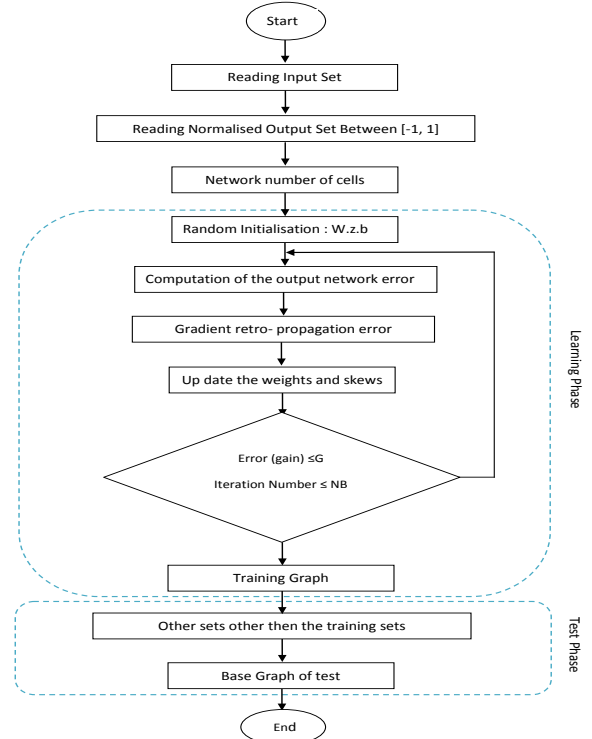 Start
Reading Input Set
Reading Normalised Output Set Between [-1, 1]
Network number of cells
Random Initialisation : W.z.b
Computation of the output network error
Gradient retro- propagation error
Up date the weights and skews
Error (gain) ≤G
Iteration Number ≤ NB
Training Graph
Learning Phase
Other sets other then the training sets
Base Graph of test
Test Phase
End